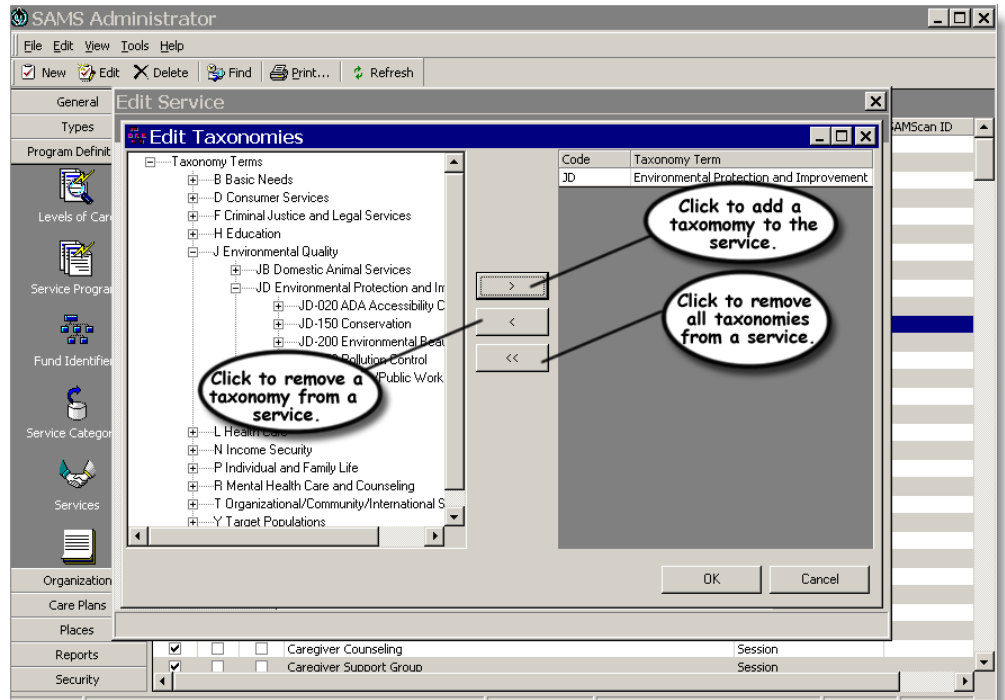 SAMS Administrator
File Edit View Tools Help
New Edit Delete Find Print... Refresh
General
Types
Program Definit
Levels of Car
Service Progra
Fund Identifier
Service Categor
Services
Organization
Care Plans
Places
Reports
Security
Edit Service
SAMScan ID
Edit Taxonomies
Taxonomy Terms
B Basic Needs
D Consumer Services
F Criminal Justice and Legal Services
H Education
J Environmental Quality
JB Domestic Animal Services
JD Environmental Protection and Im
JD-020 ADA Accessibility C
JD-150 Conservation
JD-200 Environmental Beau
Pollution Control
/Public Work
L Health Care
N Income Security
P Individual and Family Life
R Mental Health Care and Counseling
T Organizational/Community/International S
Y Target Populations
>
<
<<
Code Taxonomy Term
JD Environmental Protection and Improvement
Click to add a
taxomomy to the
service.
Click to remove
all taxonomies
from a service.
Click to remove a
taxonomy from a
service.
OK Cancel
Caregiver Counseling Session
Caregiver Support Group Session